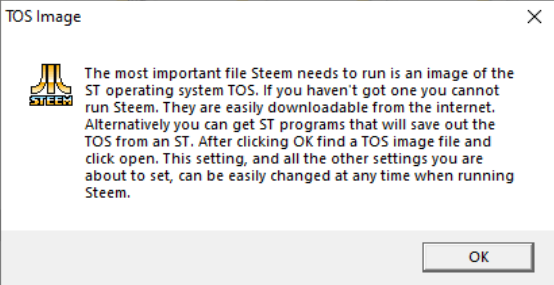 TOS Image
The most important file Steem needs to run is an image of the
ST operating system TOS. If you haven't got one you cannot
run Steem. They are easily downloadable from the internet.
Alternatively you can get ST programs that will save out the
TOS from an ST. After clicking OK find a TOS image file and
click open. This setting, and all the other settings you are
about to set, can be easily changed at any time when running
Steem.
STEEM
OK